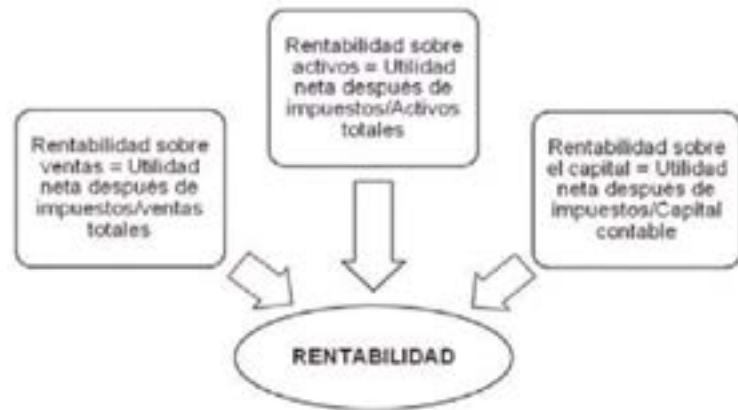 Rentabilidad sobre
activos = Utilidad
neta después de
impuestos/Activos
totales
Rentabilidad sobre
ventas = Utilidad
neta después de
impuestos/ventas
totales
Rentabilidad sobre
el capital = Utilidad
neta después de
impuestos/Capital
contable
RENTABILIDAD